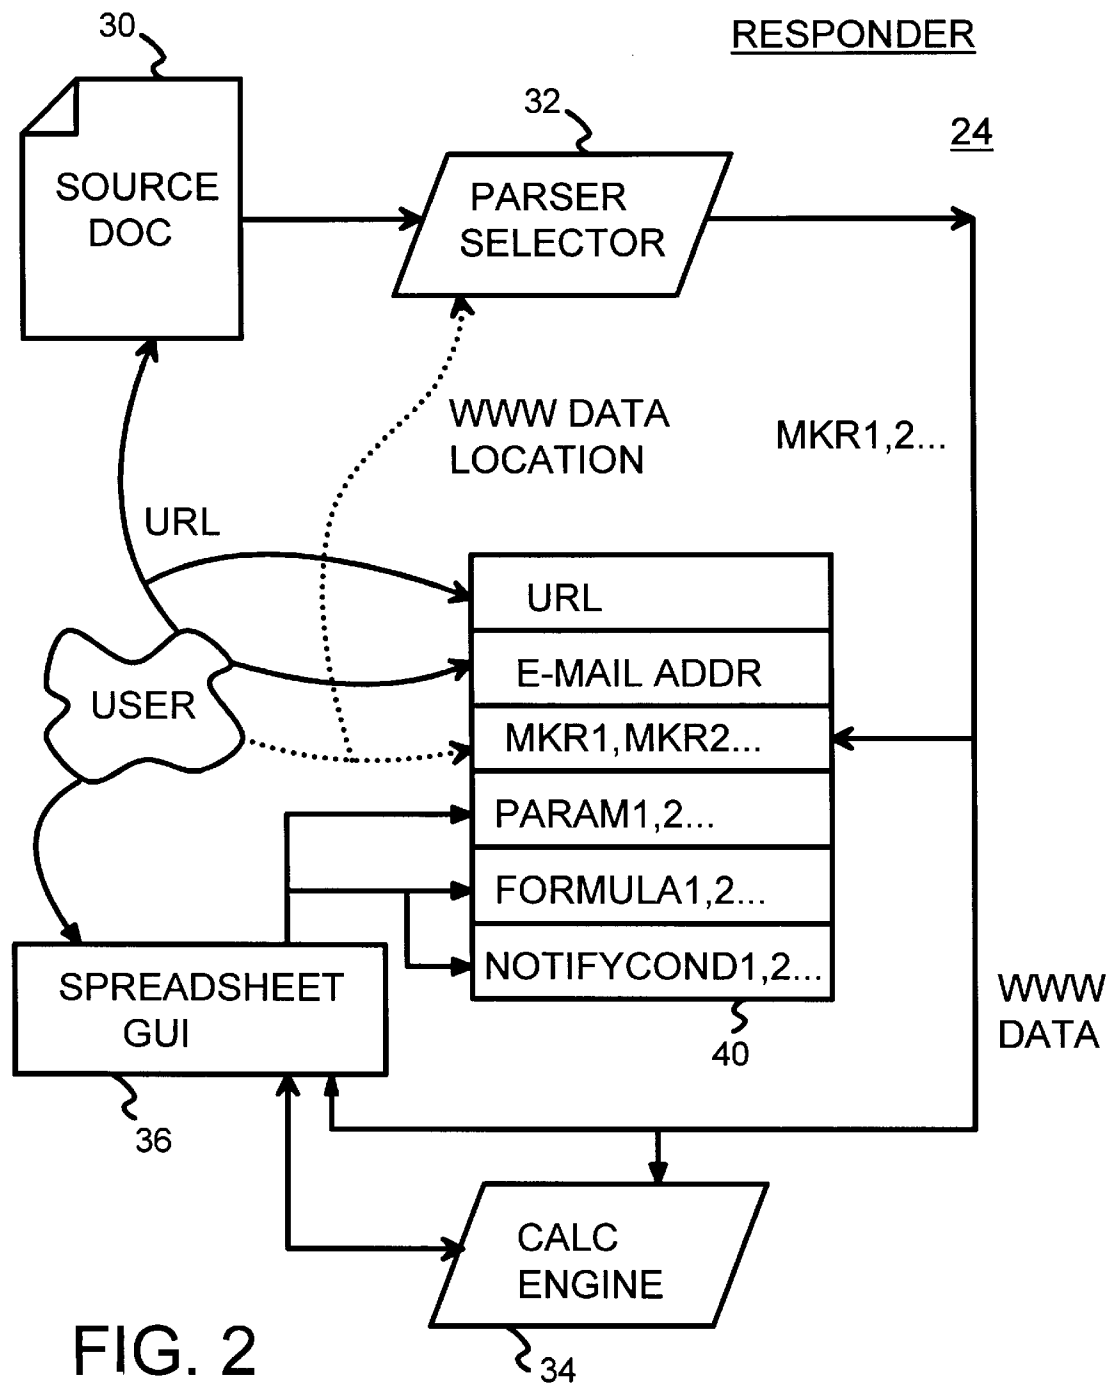 30
RESPONDER
32
24
SOURCE
DOC
PARSER
SELECTOR
WWW DATA
LOCATION
MKR1,2...
URL
URL
E-MAIL ADDR
USER
MKR1,MKR2...
PARAM1,2...
FORMULA1,2...
NOTIFYCOND1,2...
SPREADSHEET
GUI
WWW
DATA
40
36
CALC
ENGINE
FIG. 2
34